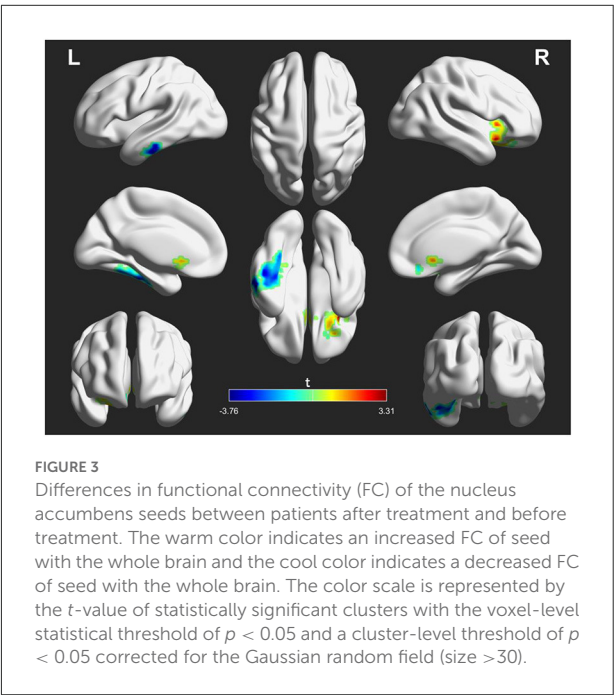 L
R
t
-3.76
3.31
FIGURE 3
Differences in functional connectivity (FC) of the nucleus
accumbens seeds between patients after treatment and before
treatment. The warm color indicates an increased FC of seed
with the whole brain and the cool color indicates a decreased FC
of seed with the whole brain. The color scale is represented by
the t-value of statistically significant clusters with the voxel-level
statistical threshold of p < 0.05 and a cluster-level threshold of p
< 0.05 corrected for the Gaussian random field (size >30).